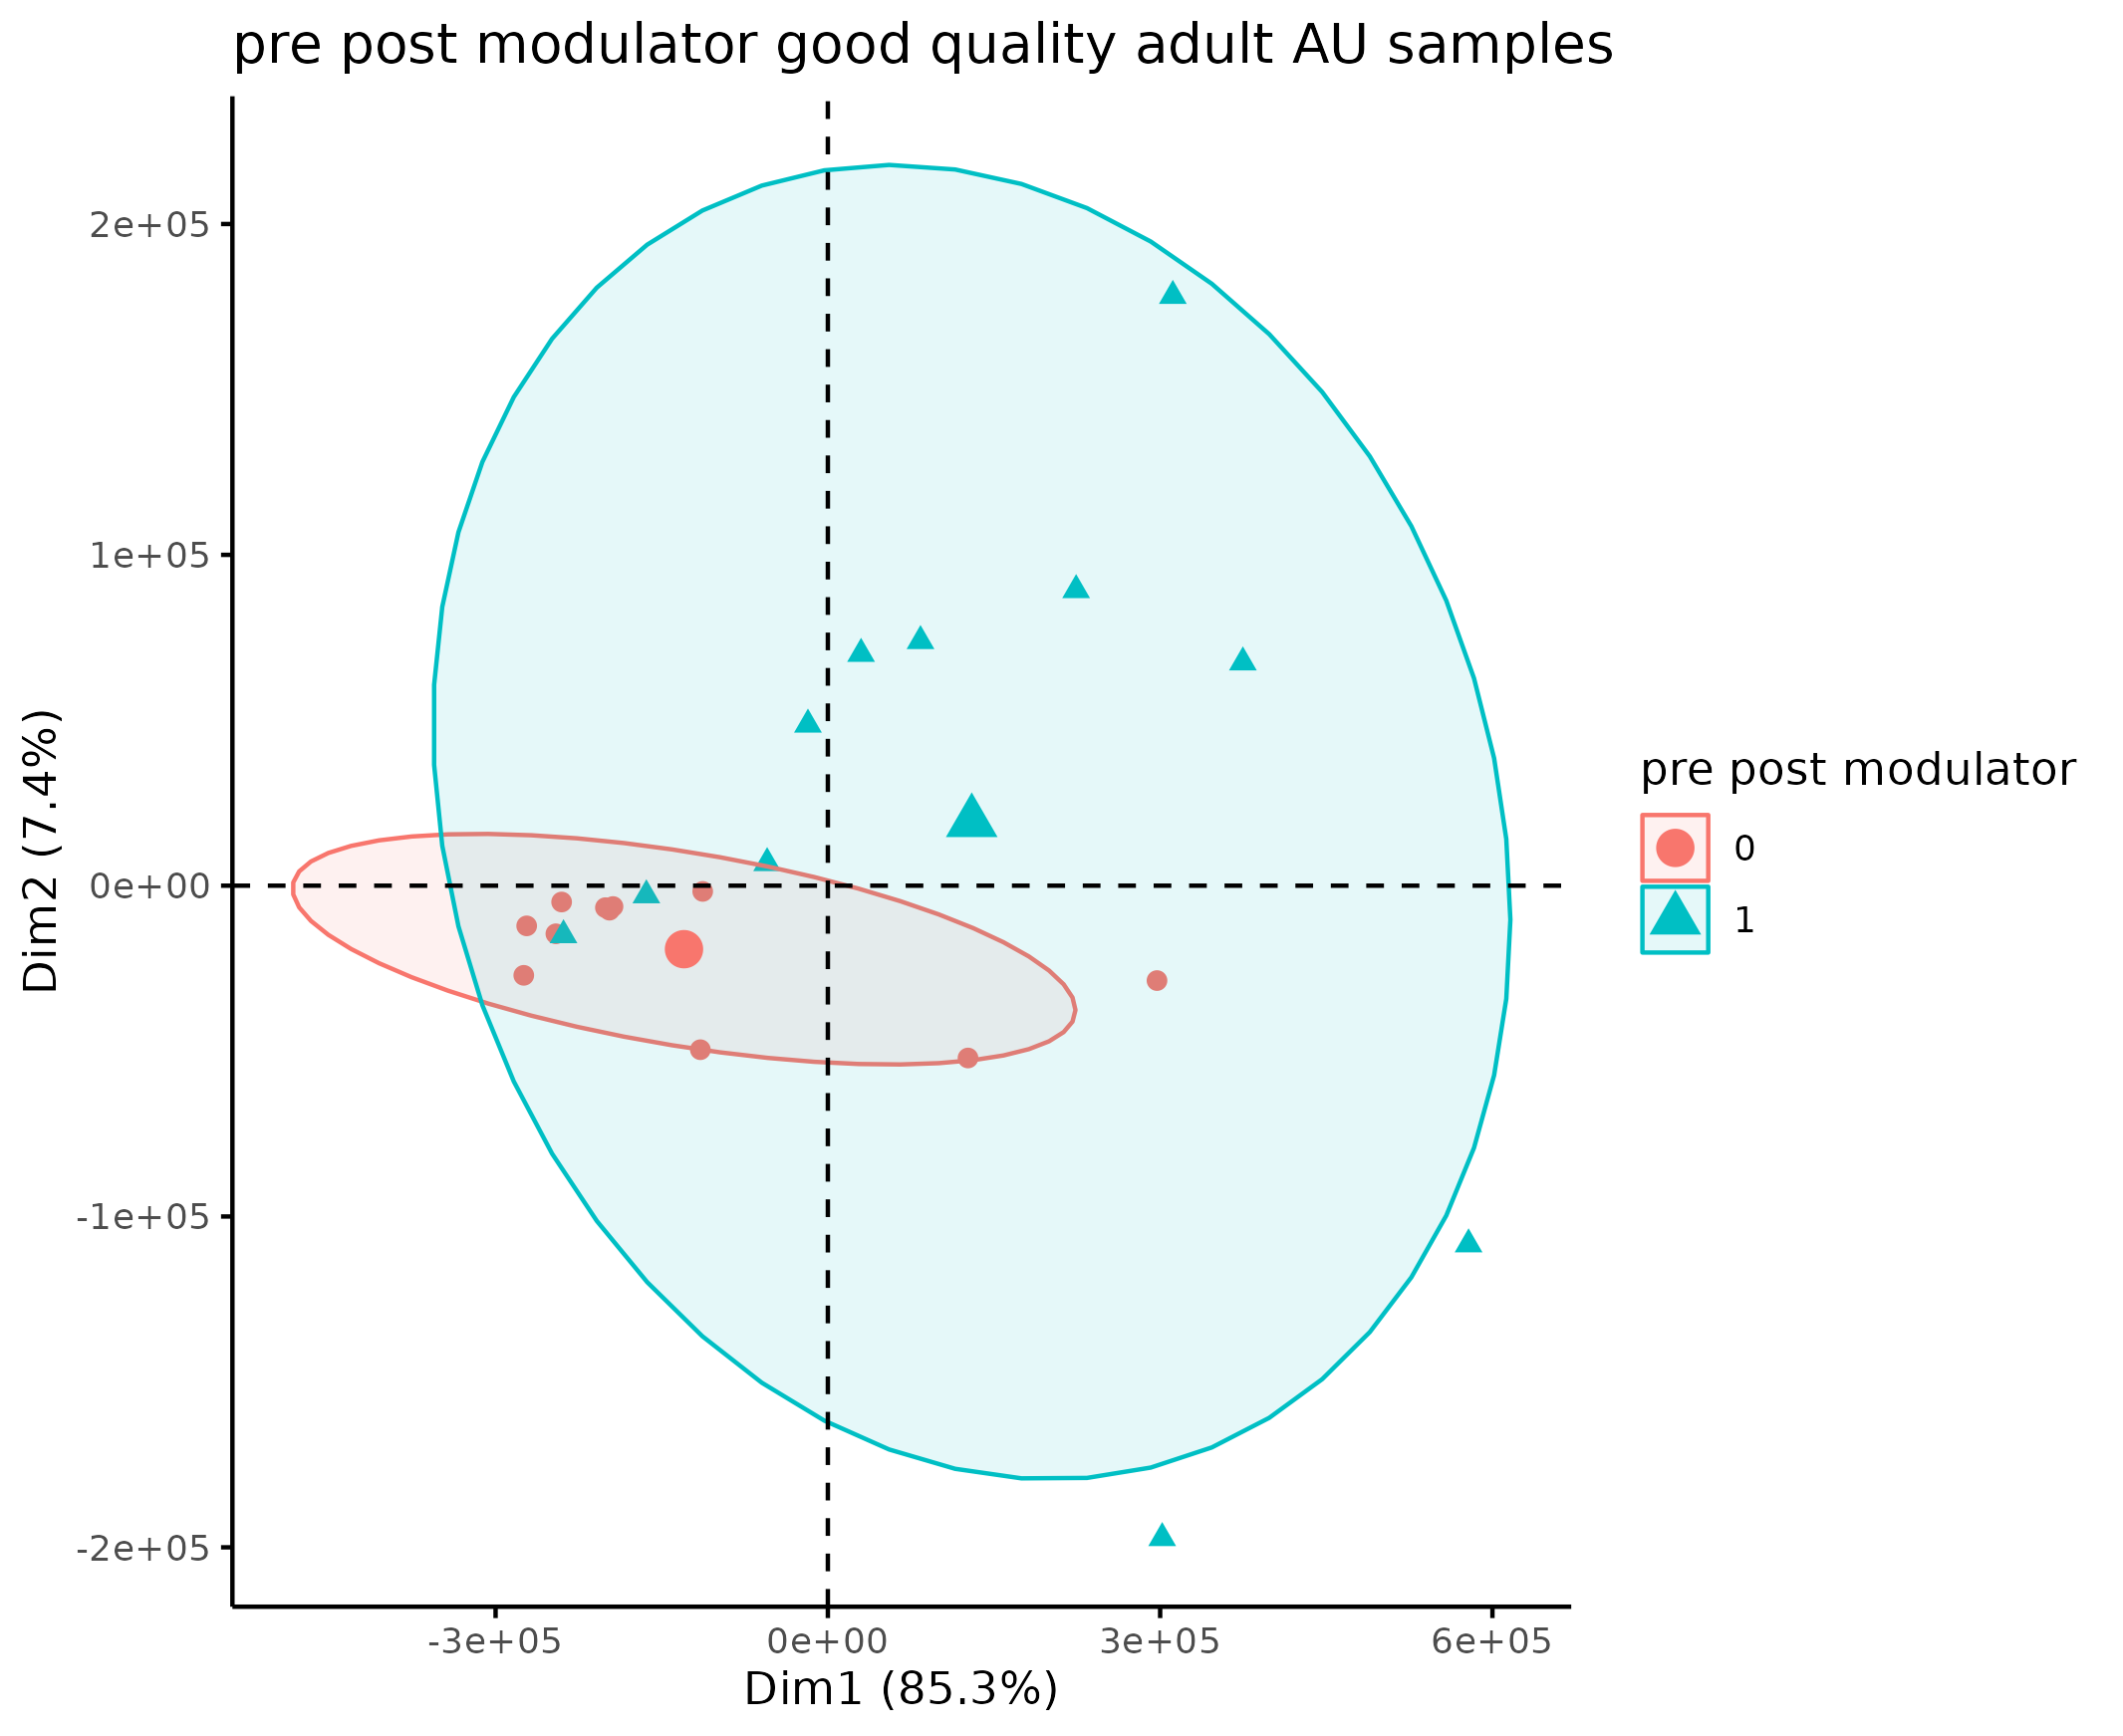 pre post modulator good quality adult AU samples
2e+05
1e+05
0e+00
-1e+05
-2e+05
Dim2 (7.4%)
-3e+05
0e+00
3e+05
6e+05
Dim1 (85.3%)
pre post modulator
0
1